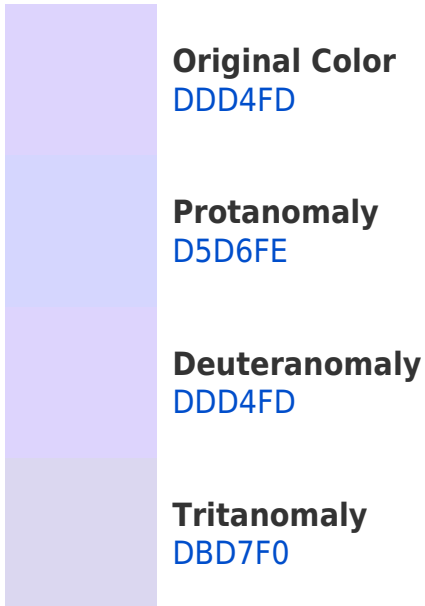 Original Color
DDD4FD
Protanomaly
D5D6FE
Deuteranomaly
DDD4FD
Tritanomaly
DBD7F0